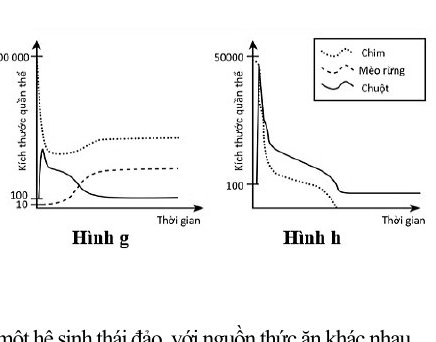 00 000
Kích thước quần thể
100
10
Thời gian
Hình g
50000
Kích thước quần thể
100
Thời gian
Hình h
Chim
Mèo rừng
Chuột
một hệ sinh thái đảo, với nguồn thức ăn khác nhau